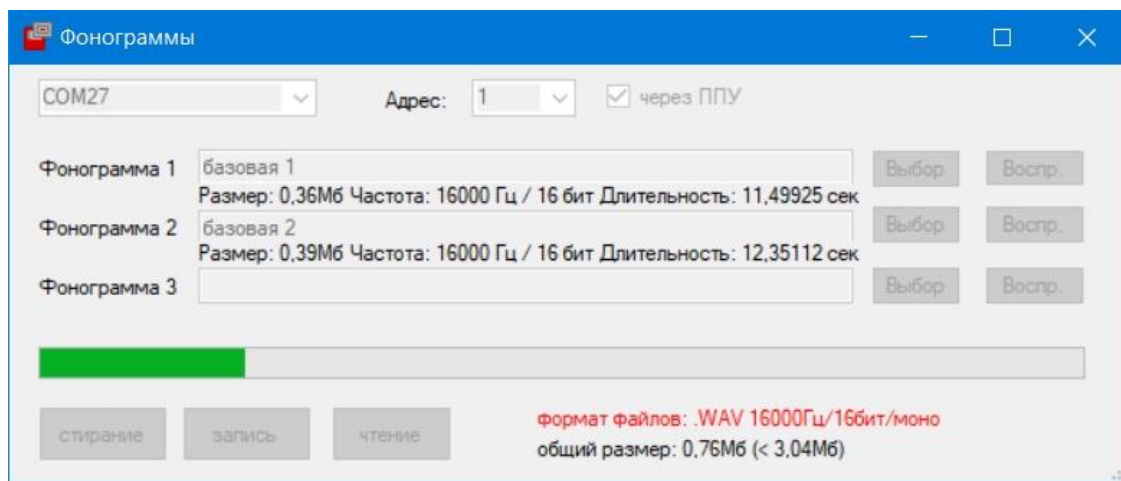 Фонограммы
COM27 Адрес: 1 через ППУ
Фонограмма 1 базовая 1 Выбор Воспр.
Размер: 0,36Мб Частота: 16000 Гц / 16 бит Длительность: 11,49925 сек
Фонограмма 2 базовая 2 Выбор Воспр.
Размер: 0,39Мб Частота: 16000 Гц / 16 бит Длительность: 12,35112 сек
Фонограмма 3 Выбор Воспр.
стирание запись чтение
формат файлов: .WAV 16000Гц/16бит/моно
общий размер: 0,76Мб (< 3,04Мб)